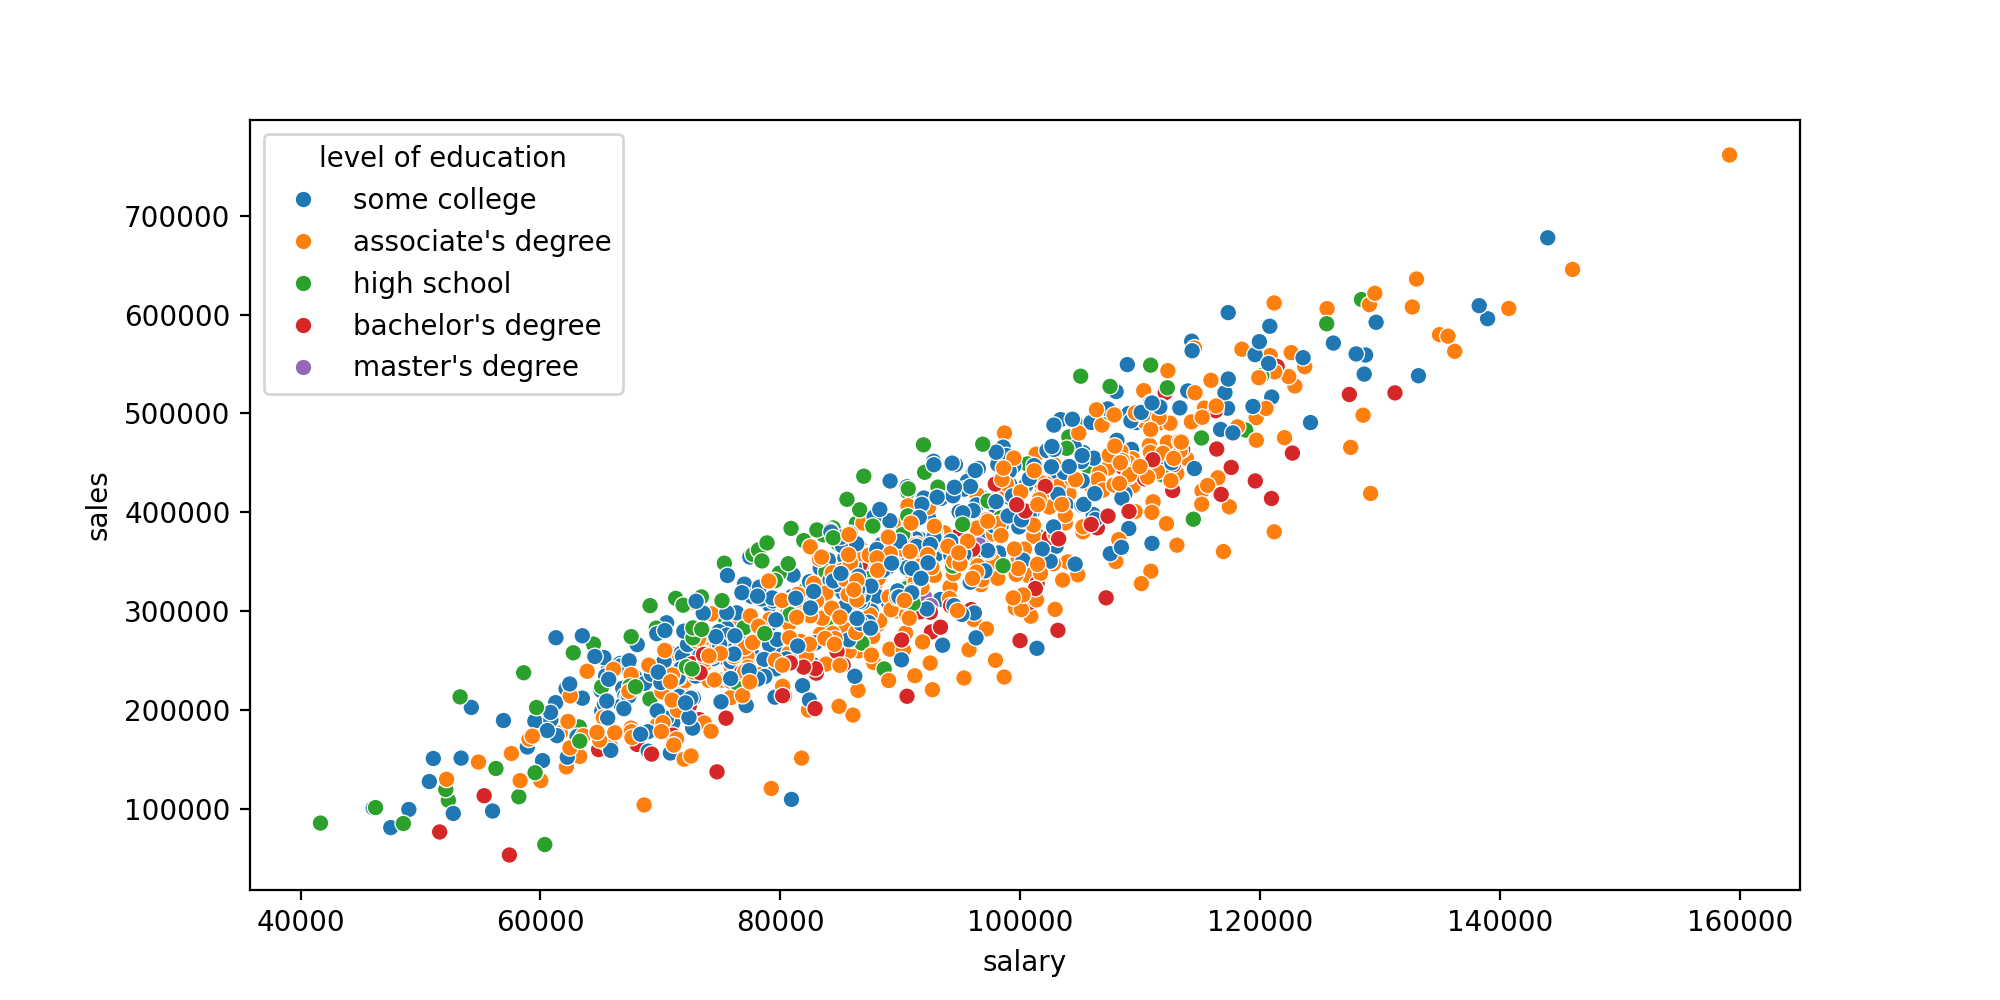 level of education
some college
associate's degree
high school
bachelor's degree
master's degree
700000
600000
500000
400000
300000
200000
100000
sales
40000 60000 80000 100000 120000 140000 160000
salary